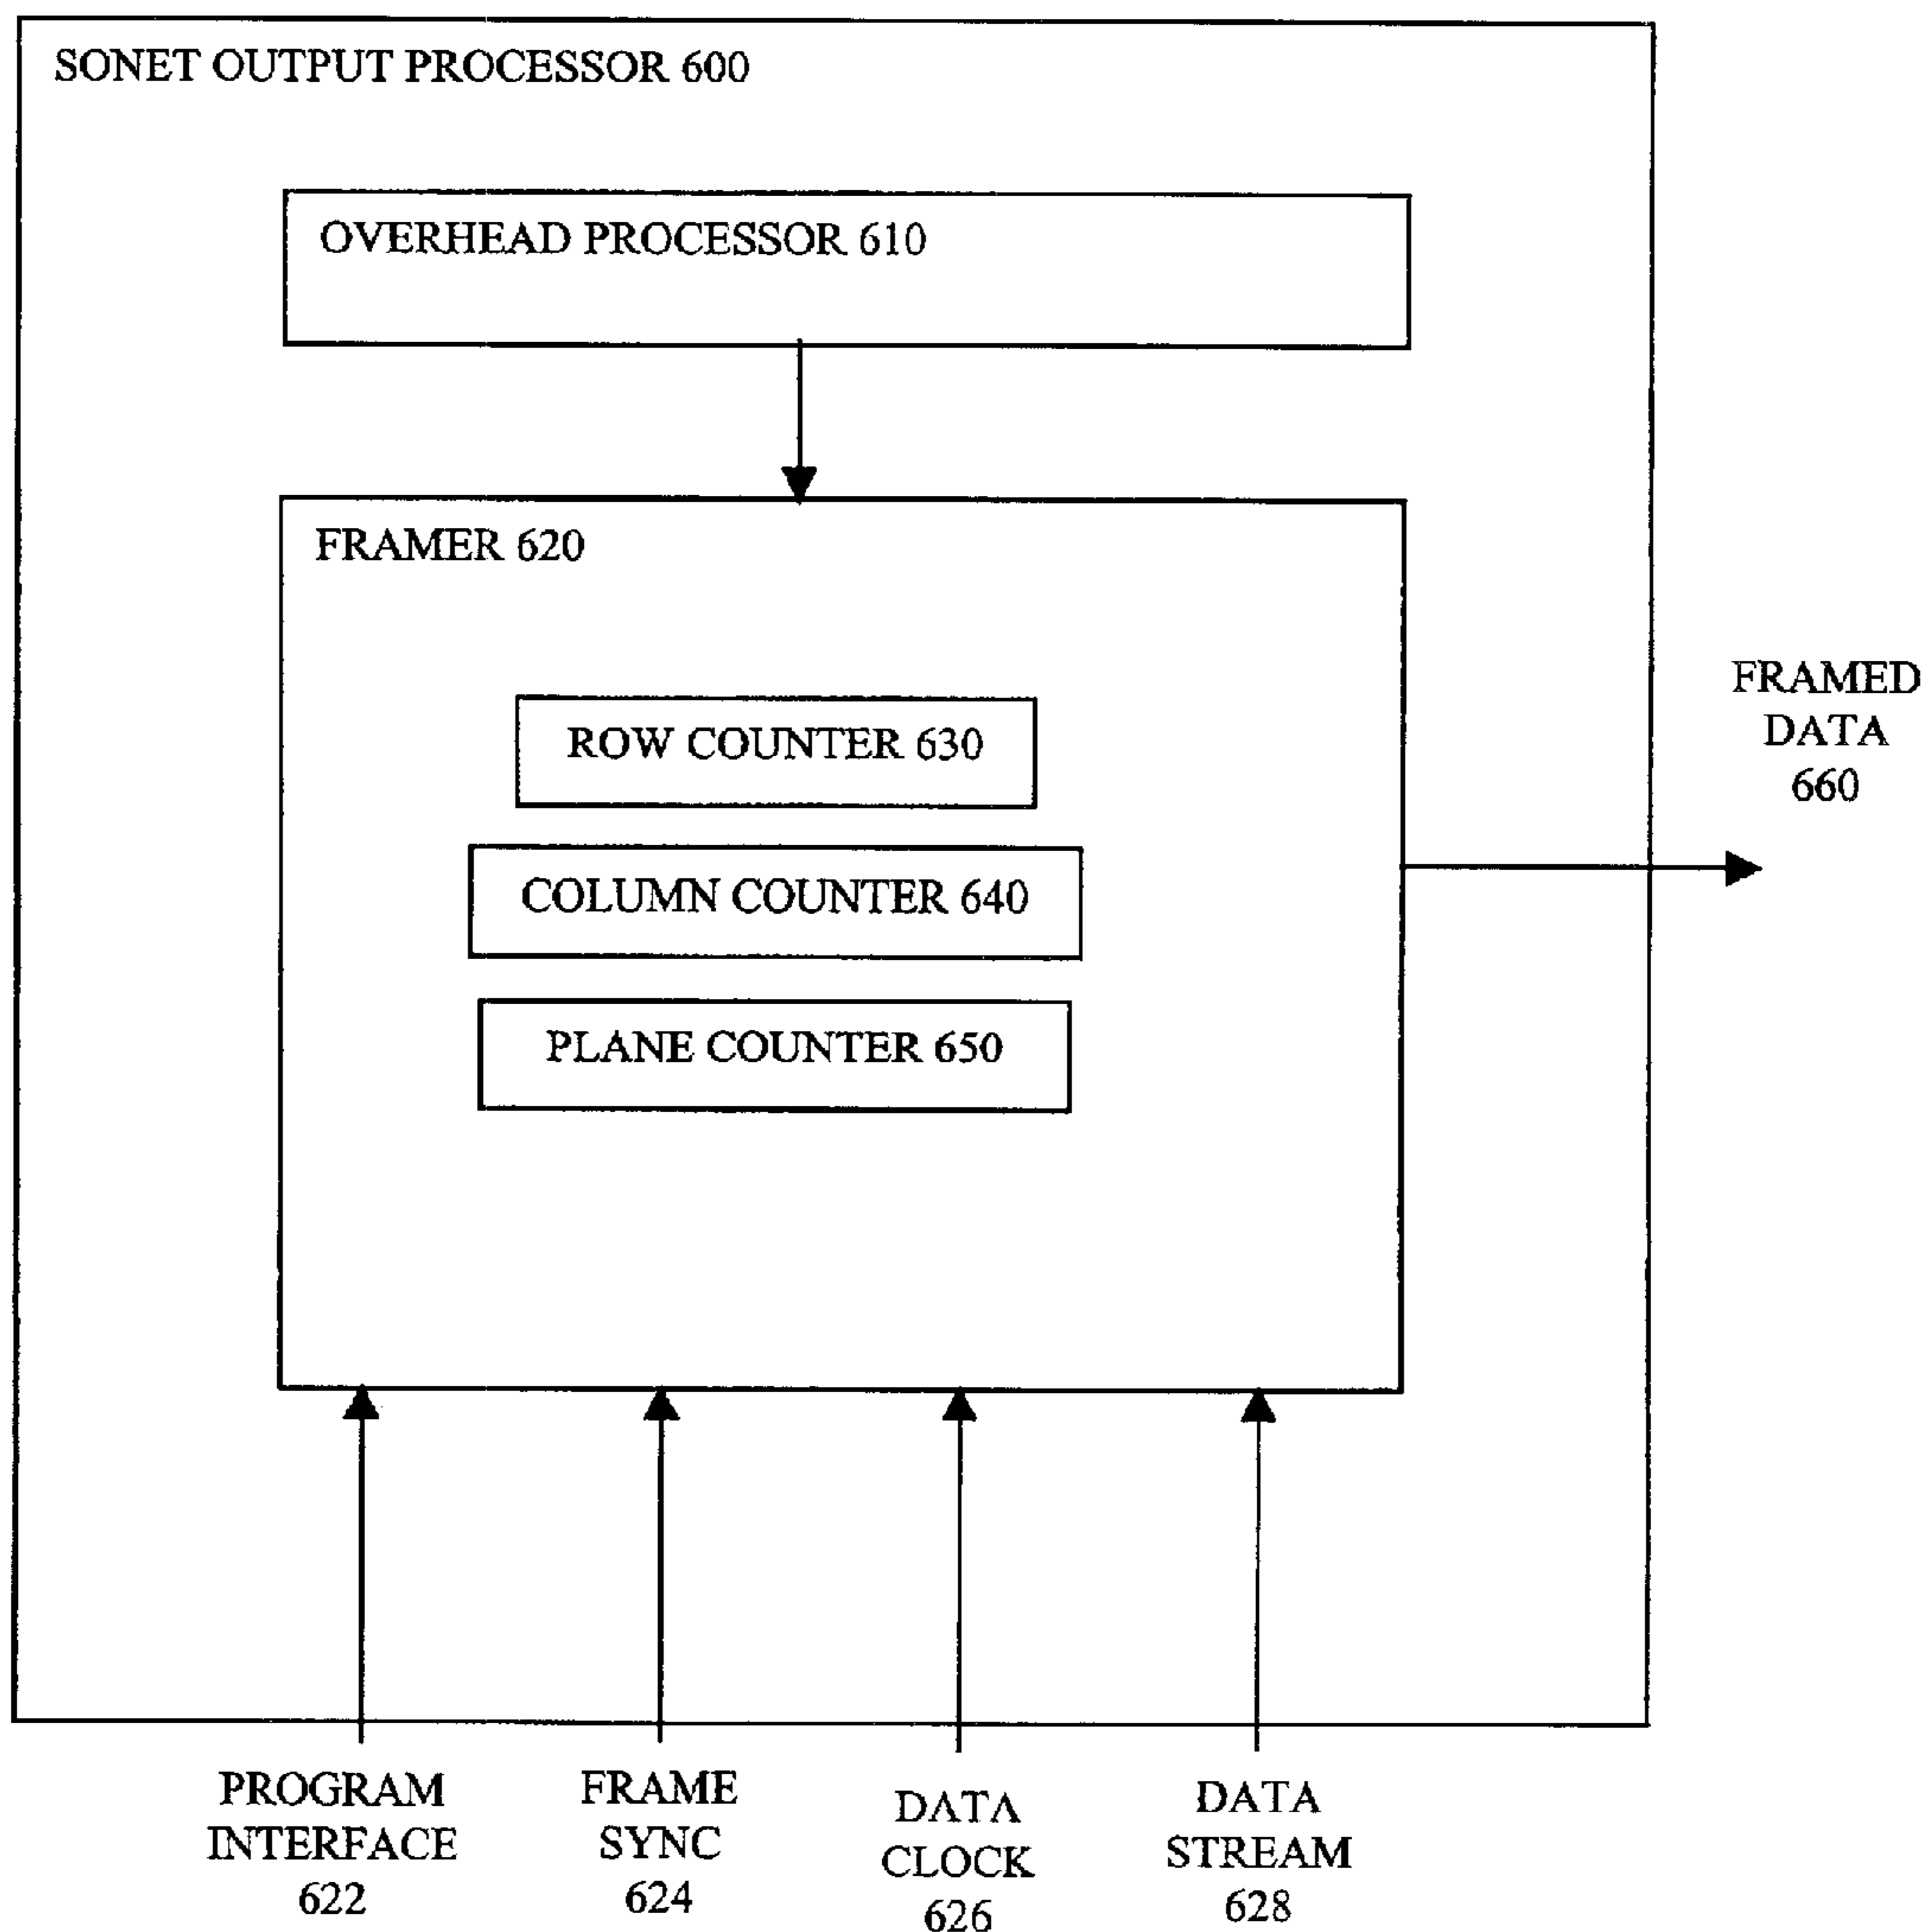 SONET OUTPUT PROCESSOR 600
OVERHEAD PROCESSOR 610
FRAMER 620
ROW COUNTER 630
COLUMN COUNTER 640
PLANE COUNTER 650
FRAMED
DATA
660
PROGRAM
INTERFACE
622
FRAME
SYNC
624
DATA
CLOCK
626
DATA
STREAM
628